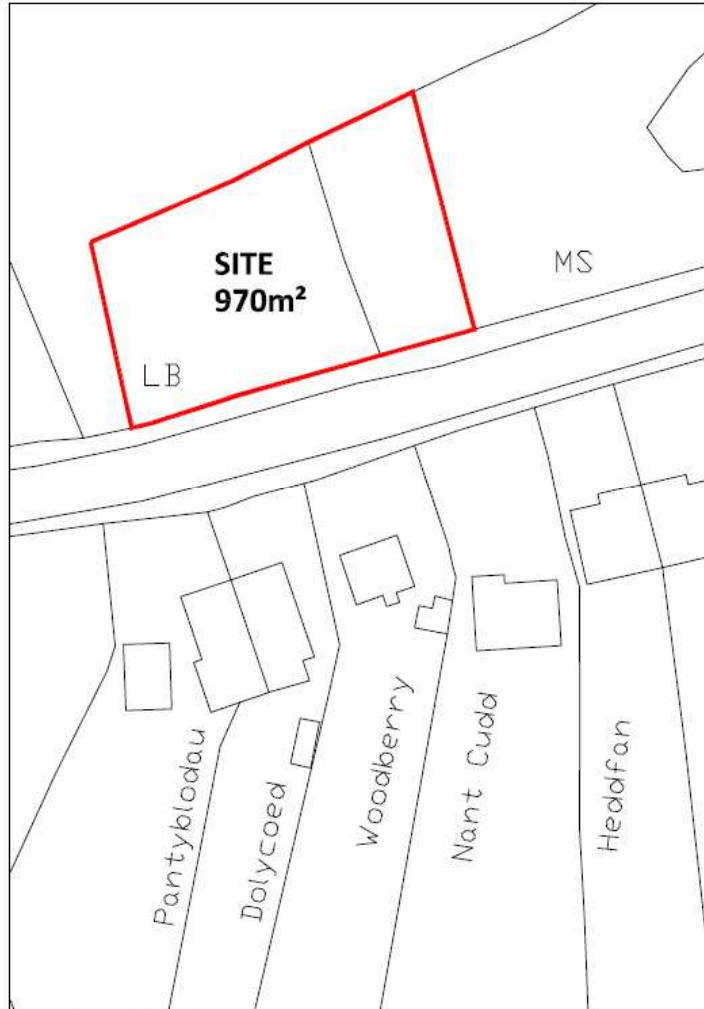 SITE
970m²
MS
LB
Pantyblodau
Dolycoed
Woodberry
Nant Cudd
Heddfan